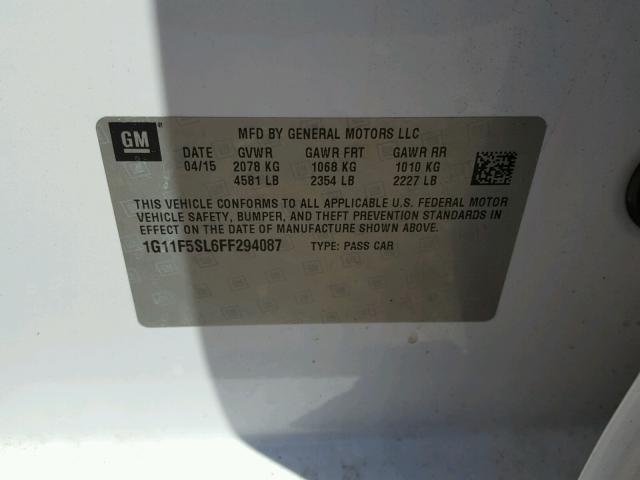 GM
MFD BY GENERAL MOTORS LLC
DATE GVWR GAWR FRT GAWR RR
04/15 2078 KG 1068 KG 1010 KG
4581 LB 2354 LB 2227 LB
THIS VEHICLE CONFORMS TO ALL APPLICABLE U.S. FEDERAL MOTOR
VEHICLE SAFETY, BUMPER, AND THEFT PREVENTION STANDARDS
IN EFFECT ON THE DATE OF MANUFACTURE SHOWN ABOVE.
1G11F5SL6FF294087 TYPE: PASS CAR